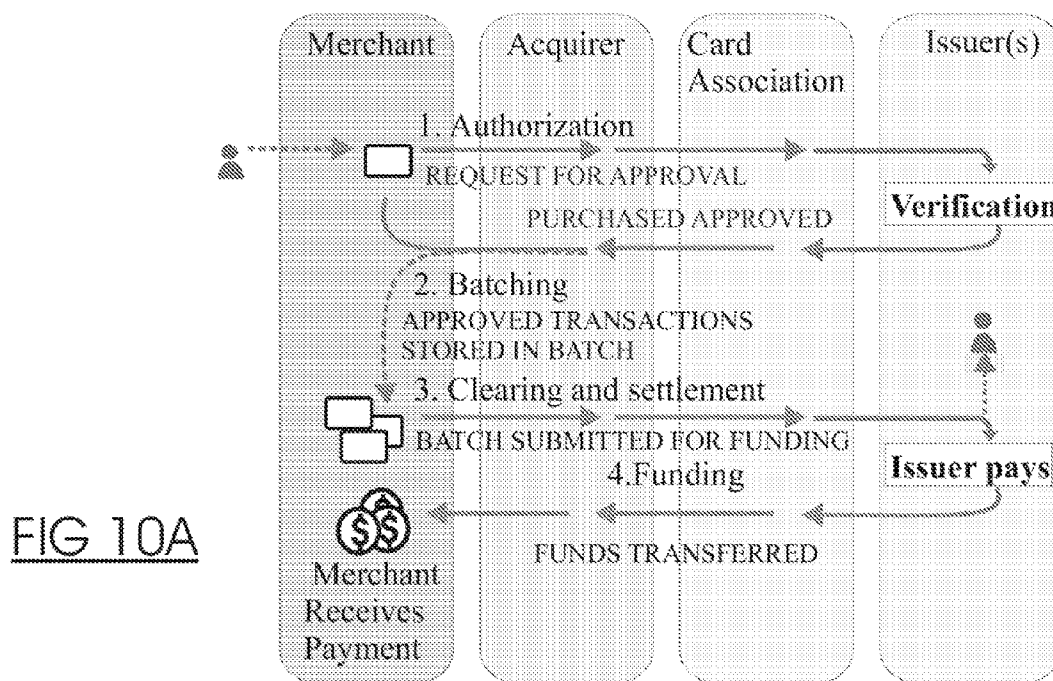 Merchant
Acquirer
Card
Association
Issuer(s)
1. Authorization
REQUEST FOR APPROVAL
Verification
PURCHASED APPROVED
2. Batching
APPROVED TRANSACTIONS
STORED IN BATCH
3. Clearing and settlement
BATCH SUBMITTED FOR FUNDING
Issuer pays
4.Funding
$ $
FUNDS TRANSFERRED
Merchant
Receives
Payment
FIG 10A